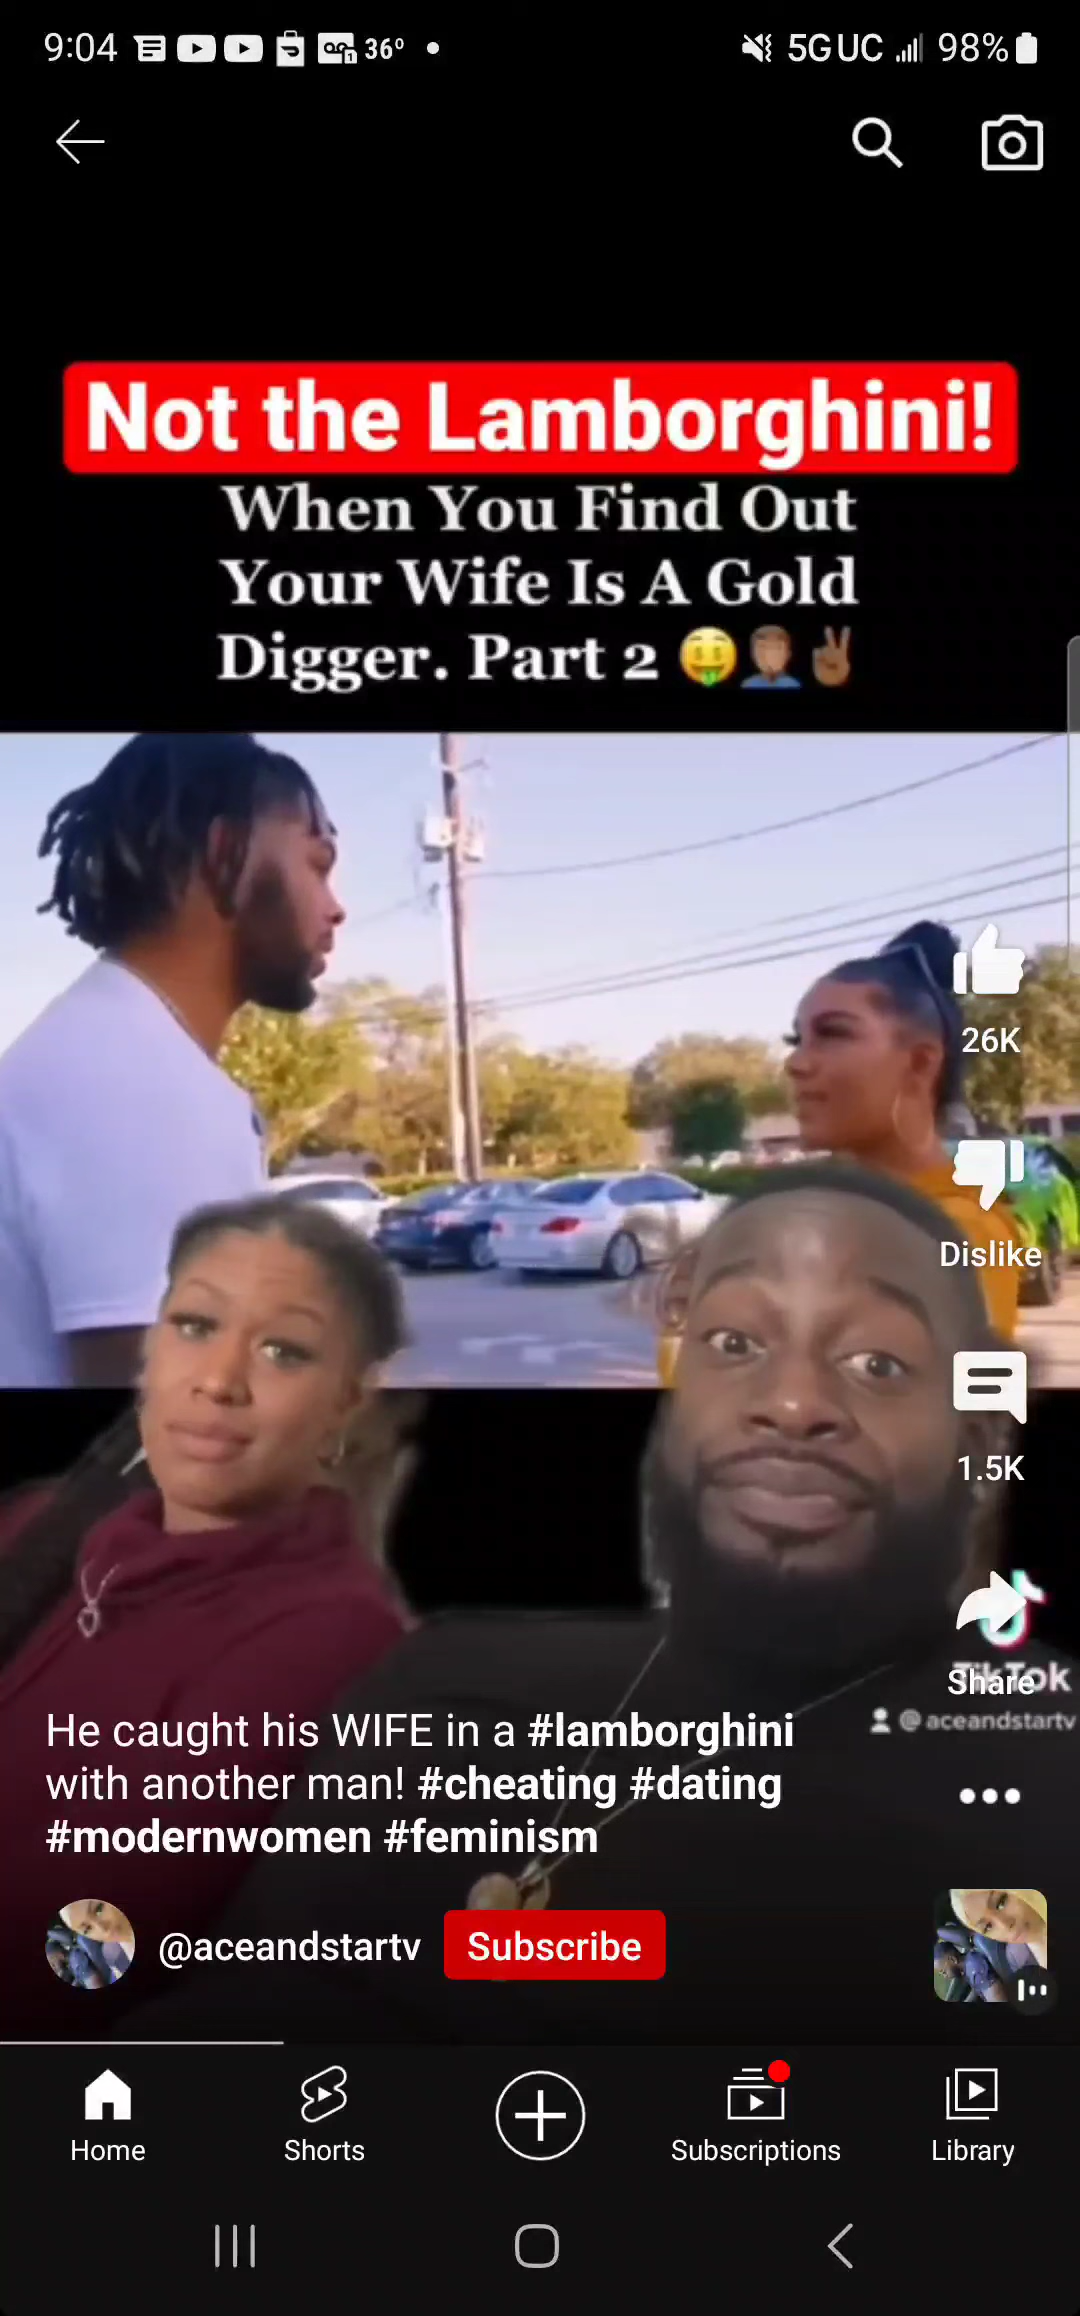 9:04 36° 5G UC 98%
Not the Lamborghini!
When You Find Out
Your Wife Is A Gold
Digger. Part 2 🤑🤦🏾‍♂️✌🏾
26K
Dislike
1.5K
Share
TikTok
@aceandstartv
He caught his WIFE in a #lamborghini
with another man! #cheating #dating
#modernwomen #feminism
@aceandstartv Subscribe
Home Shorts Subscriptions Library